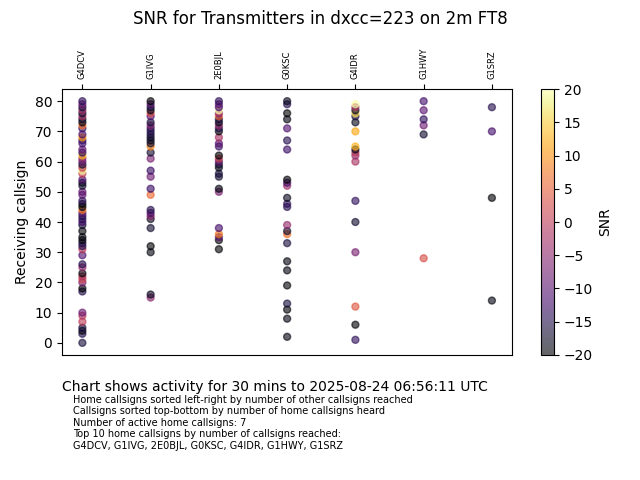 SNR for Transmitters in dxcc=223 on 2m FT8
G4DCV
G1IVG
2E0BJL
G0KSC
G4IDR
G1HWY
G1SRZ
80
70
60
50
40
30
20
10
0
Receiving callsign
20
15
10
5
0
−5
−10
−15
−20
SNR
Chart shows activity for 30 mins to 2025-08-24 06:56:11 UTC
Home callsigns sorted left-right by number of other callsigns reached
Callsigns sorted top-bottom by number of home callsigns heard
Number of active home callsigns: 7
Top 10 home callsigns by number of callsigns reached:
G4DCV, G1IVG, 2E0BJL, G0KSC, G4IDR, G1HWY, G1SRZ